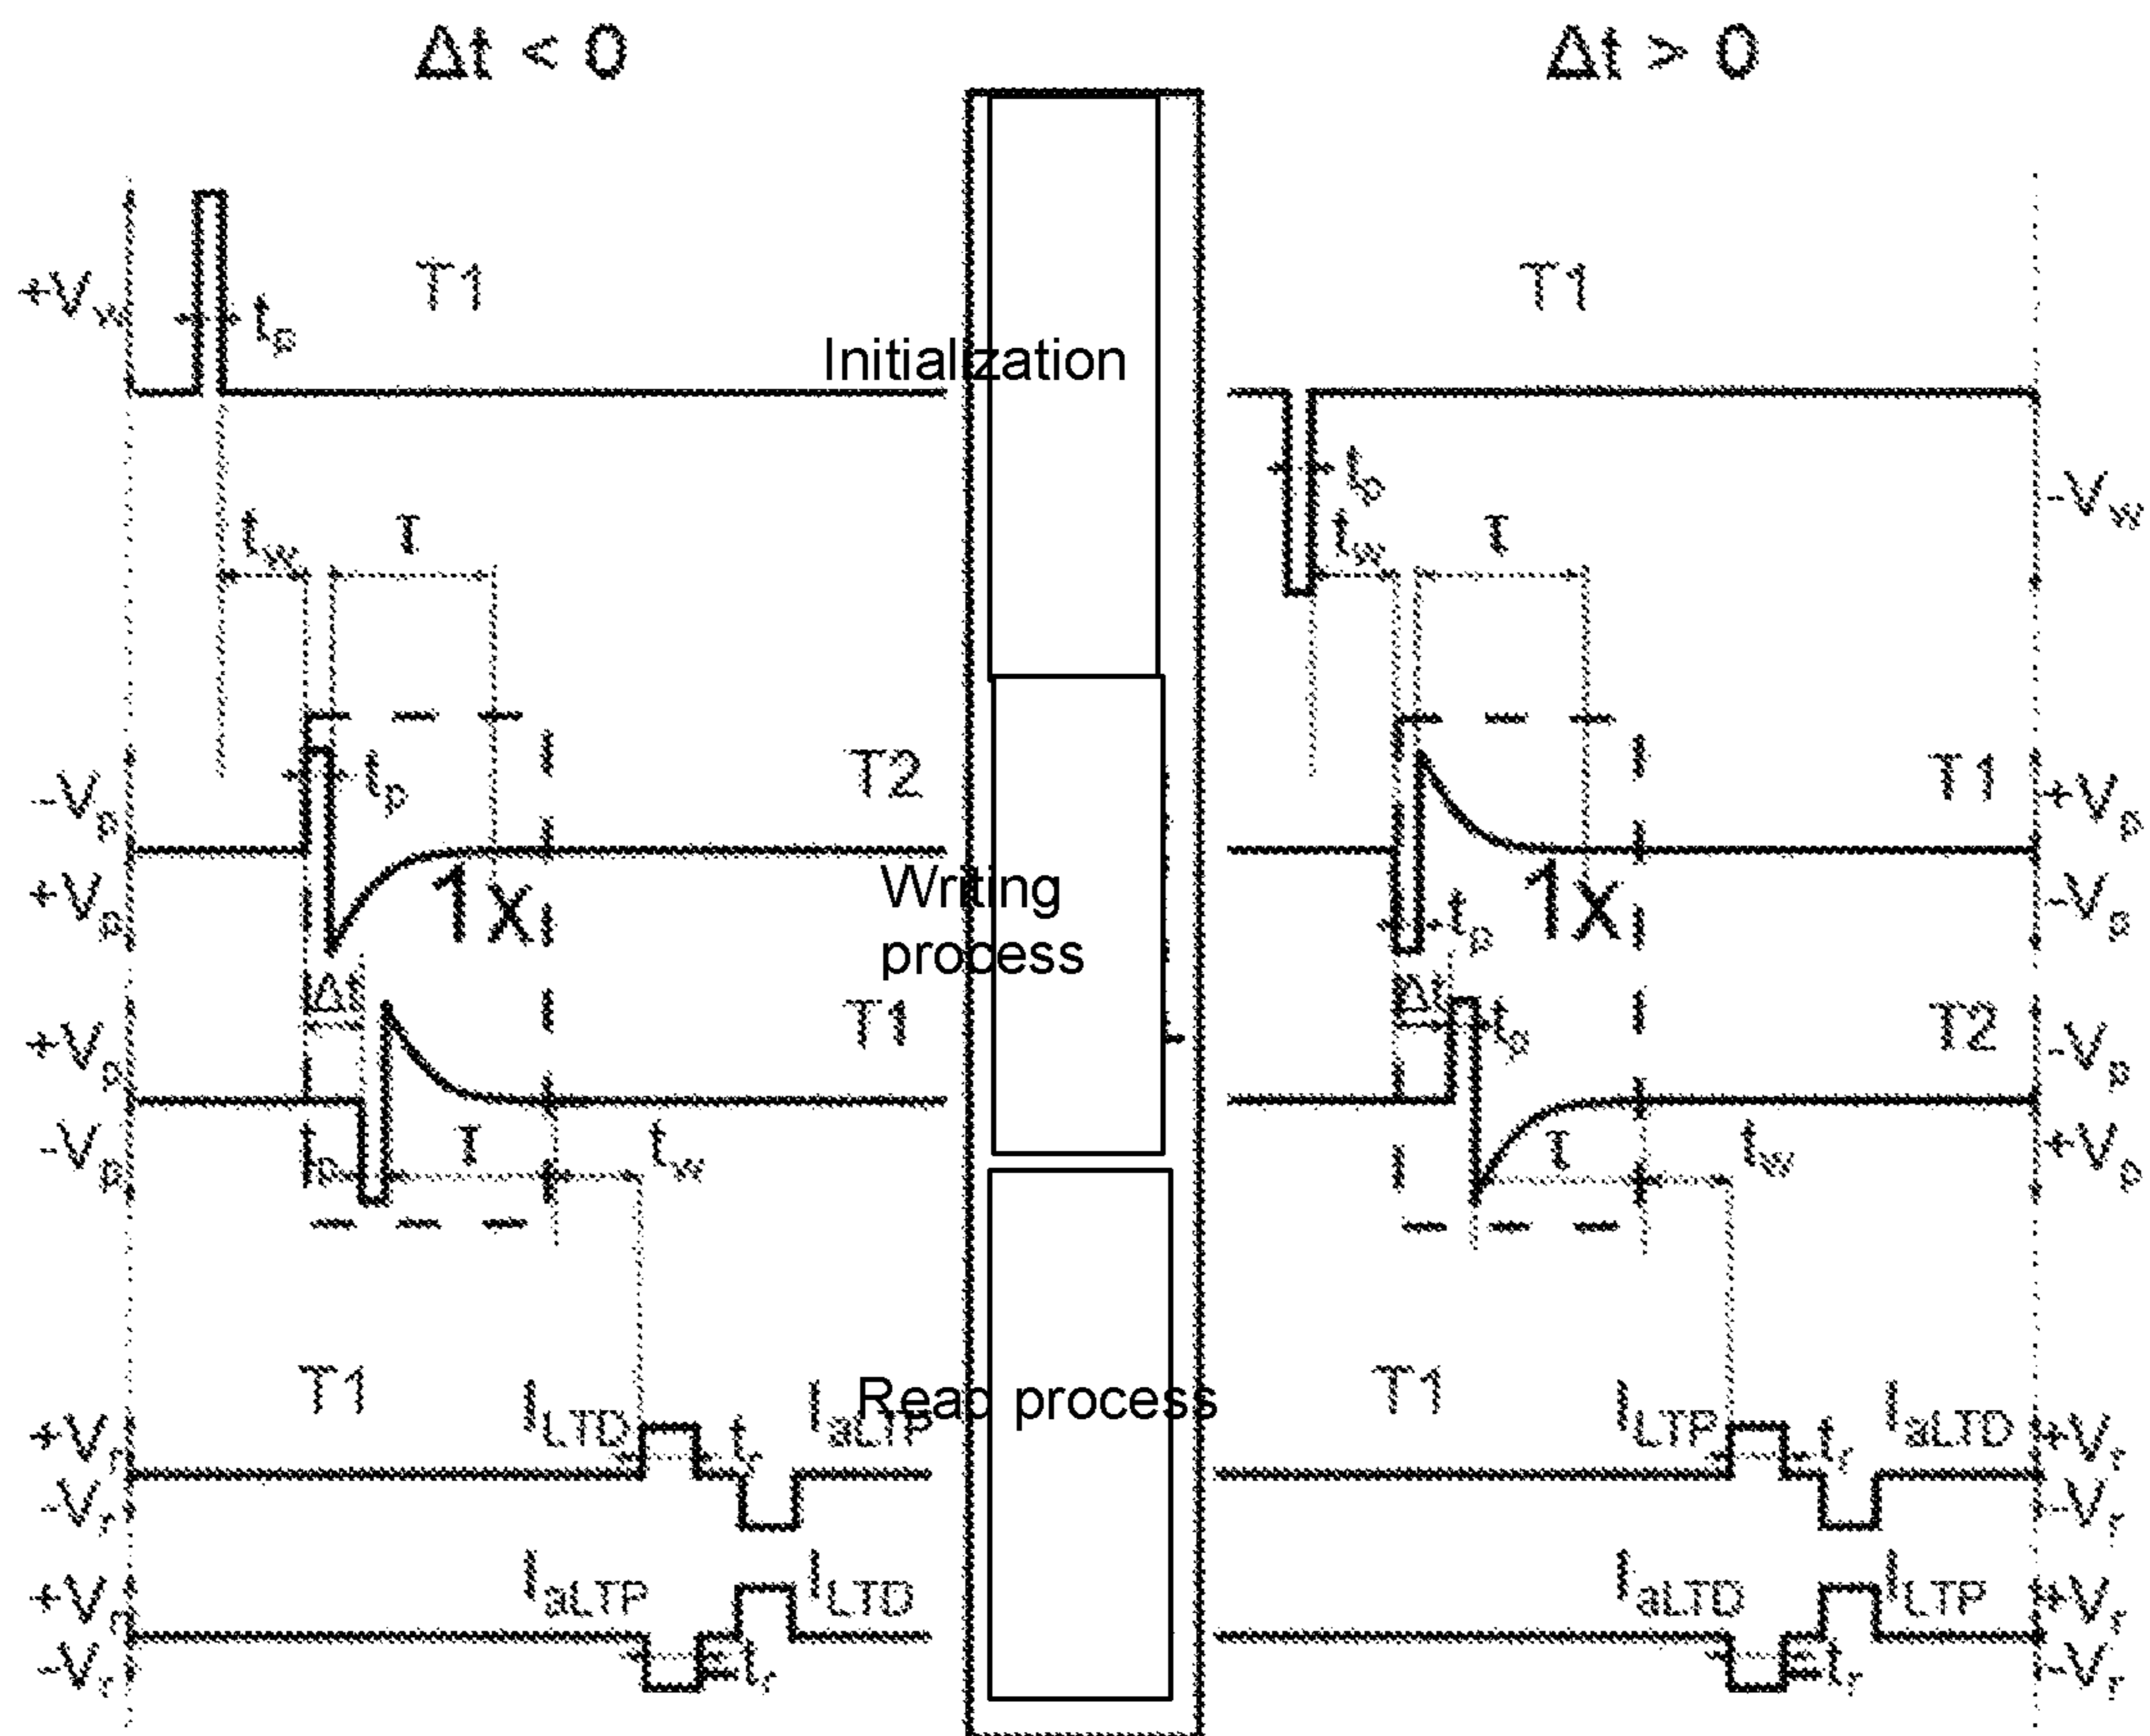 Δt < 0
Δt > 0
+Vw
tp
T1
Initialization
T1
tp
-Vw
tw
τ
tw
τ
-Vp
tp
T2
T1
+Vp
+Vp
1x
Writing
process
tp
1x
-Vp
Δt
Δt
+Vp
T1
tp
T2
-Vp
-Vp
tp
τ
tw
τ
tw
+Vp
T1
ILTD
IaLTP
Read process
T1
ILTP
IaLTD
+Vr
tr
tr
+Vr
-Vr
-Vr
+Vr
IaLTP
ILTD
IaLTD
ILTP
+Vr
-Vr
tr
tr
-Vr